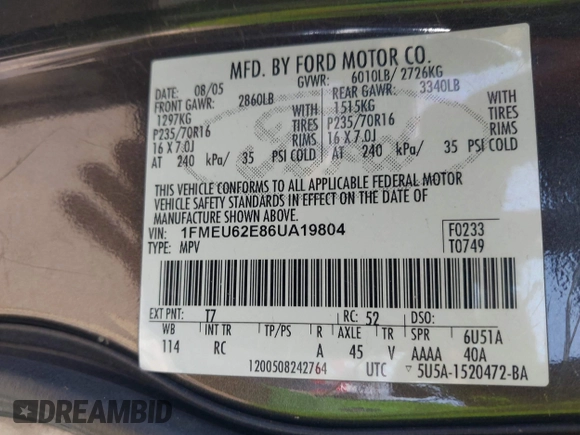 MFD. BY FORD MOTOR CO.
DATE: 08/05 GVWR: 6010LB/ 2726KG
FRONT GAWR: 2860LB REAR GAWR: 3340LB
1297KG 1515KG
P235/70R16 TIRES P235/70R16 TIRES
16 X 7.0J RIMS 16 X 7.0J RIMS
AT 240 kPa/ 35 PSI COLD AT 240 kPa/ 35 PSI COLD
Ford
THIS VEHICLE CONFORMS TO ALL APPLICABLE FEDERAL MOTOR
VEHICLE SAFETY STANDARDS IN EFFECT ON THE DATE OF
MANUFACTURE SHOWN ABOVE.
VIN: 1FMEU62E86UA19804 F0233
TYPE: MPV T0749
EXT PNT: T7 RC: 52 DSO:
WB INT TR TP/PS R AXLE TR SPR 6U51A
114 RC A 45 V AAAA 40A
1200508242764 UTC 5U5A-1520472-BA
DREAMBID